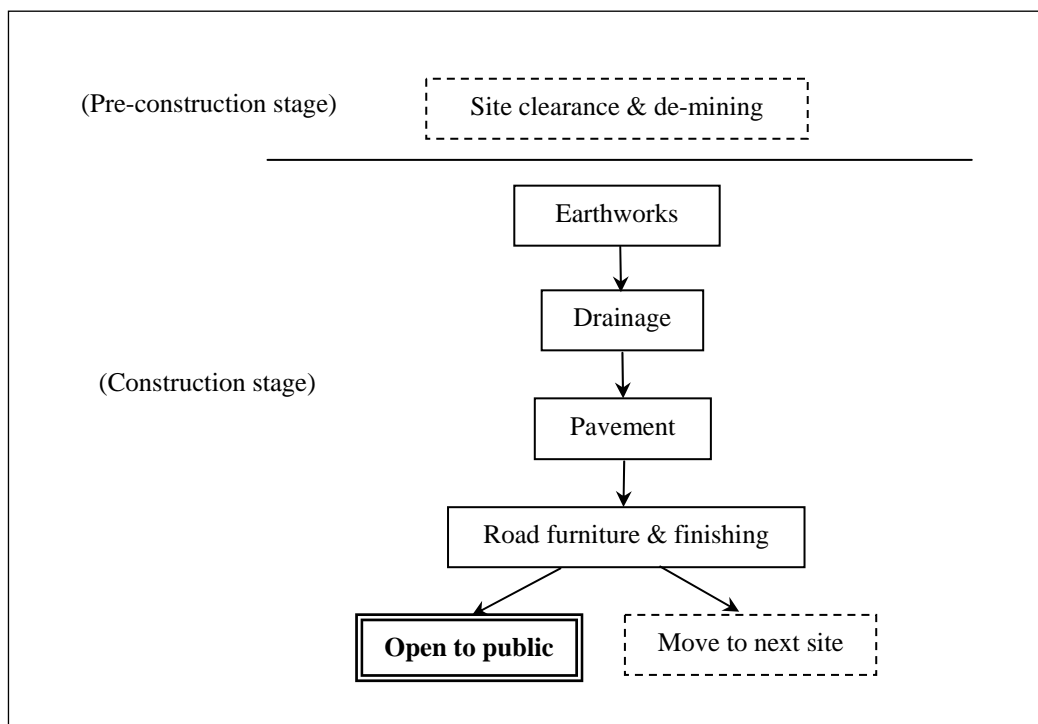 (Pre-construction stage)
Site clearance & de-mining
Earthworks
Drainage
(Construction stage)
Pavement
Road furniture & finishing
Open to public
Move to next site